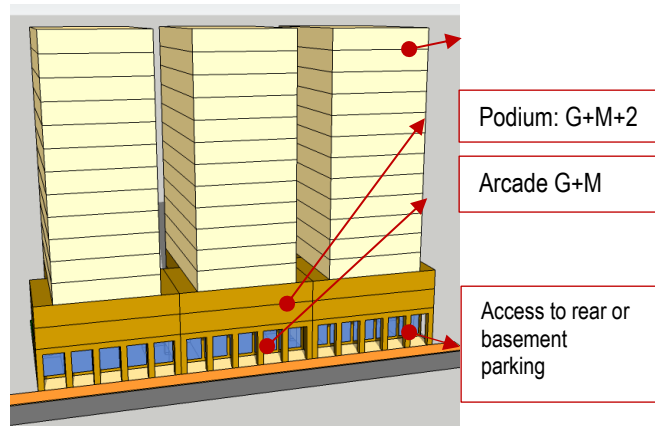 Podium: G+M+2
Arcade G+M
Access to rear or
basement
parking